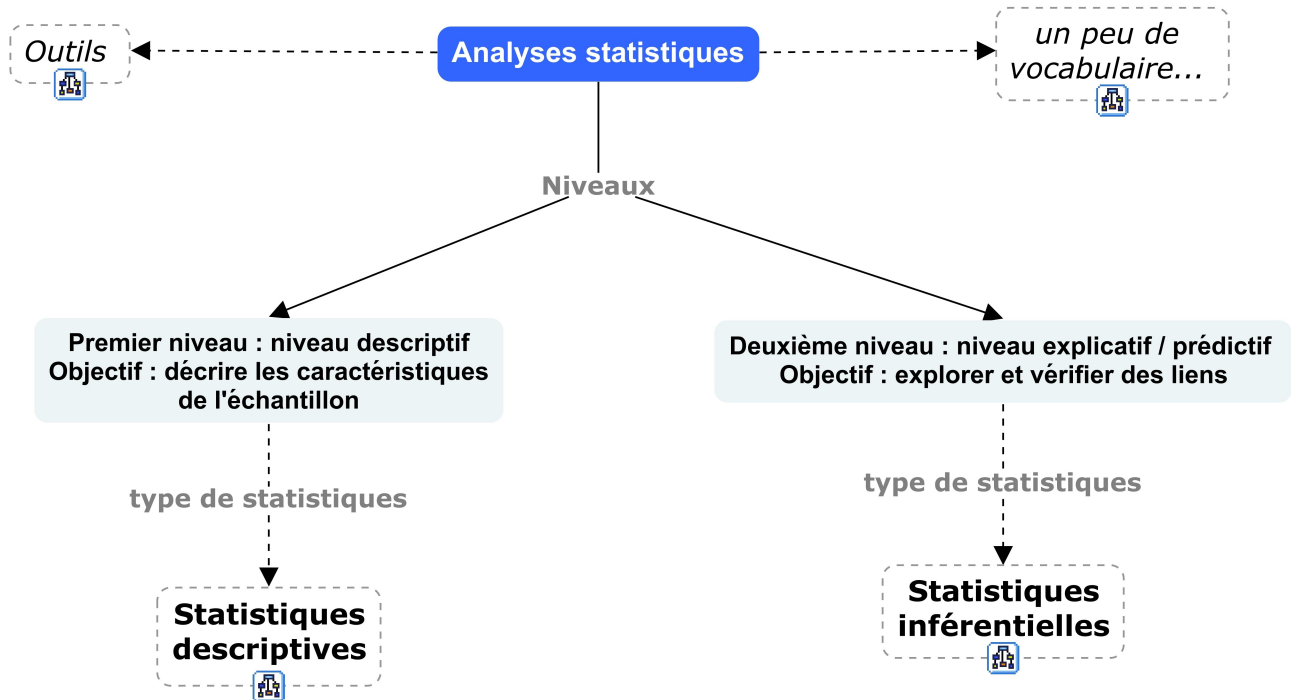 Outils
Analyses statistiques
un peu de
vocabulaire...
Niveaux
Premier niveau : niveau descriptif
Objectif : décrire les caractéristiques
de l'échantillon
Deuxième niveau : niveau explicatif / prédictif
Objectif : explorer et vérifier des liens
type de statistiques
type de statistiques
Statistiques
descriptives
Statistiques
inférentielles